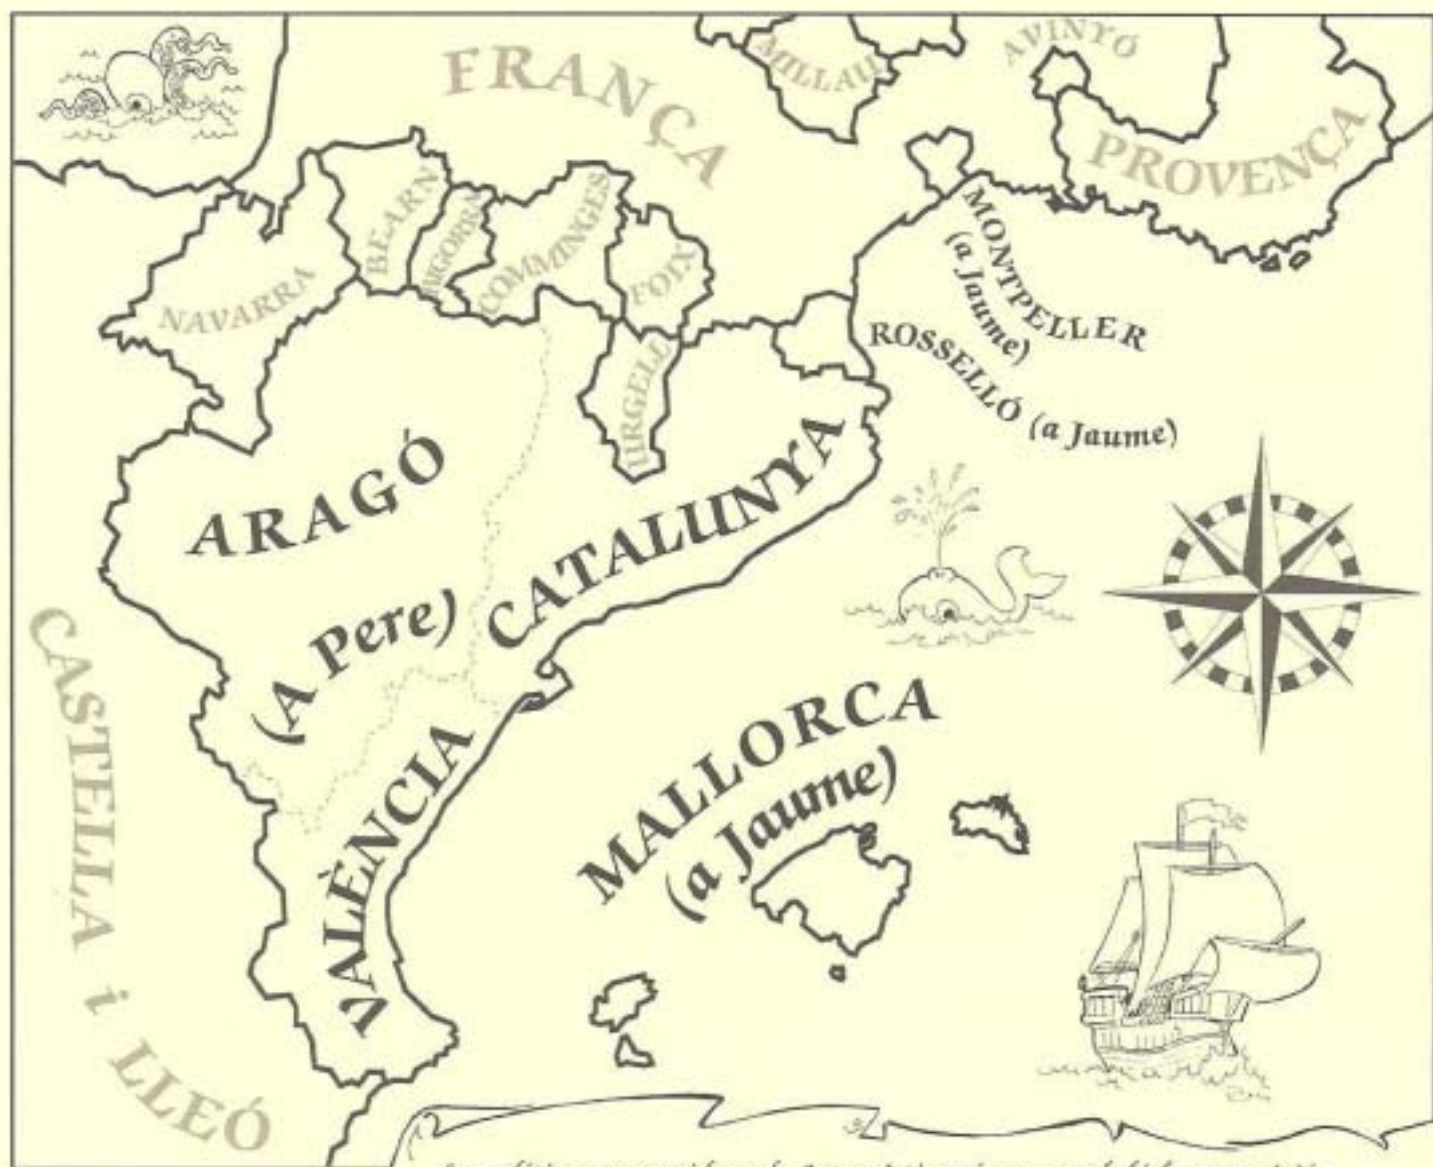 FRANÇA
MILLAU
AVINYÓ
PROVENÇA
NAVARRA
BEARN
BIGORRA
COMMINGES
FOIX
URGELL
MONTPELLER
(a Jaume)
ROSSELLÓ (a Jaume)
ARAGÓ
CATALUNYA
(A Pere)
VALÈNCIA
MALLORCA
(a Jaume)
CASTELLA i LLEÓ